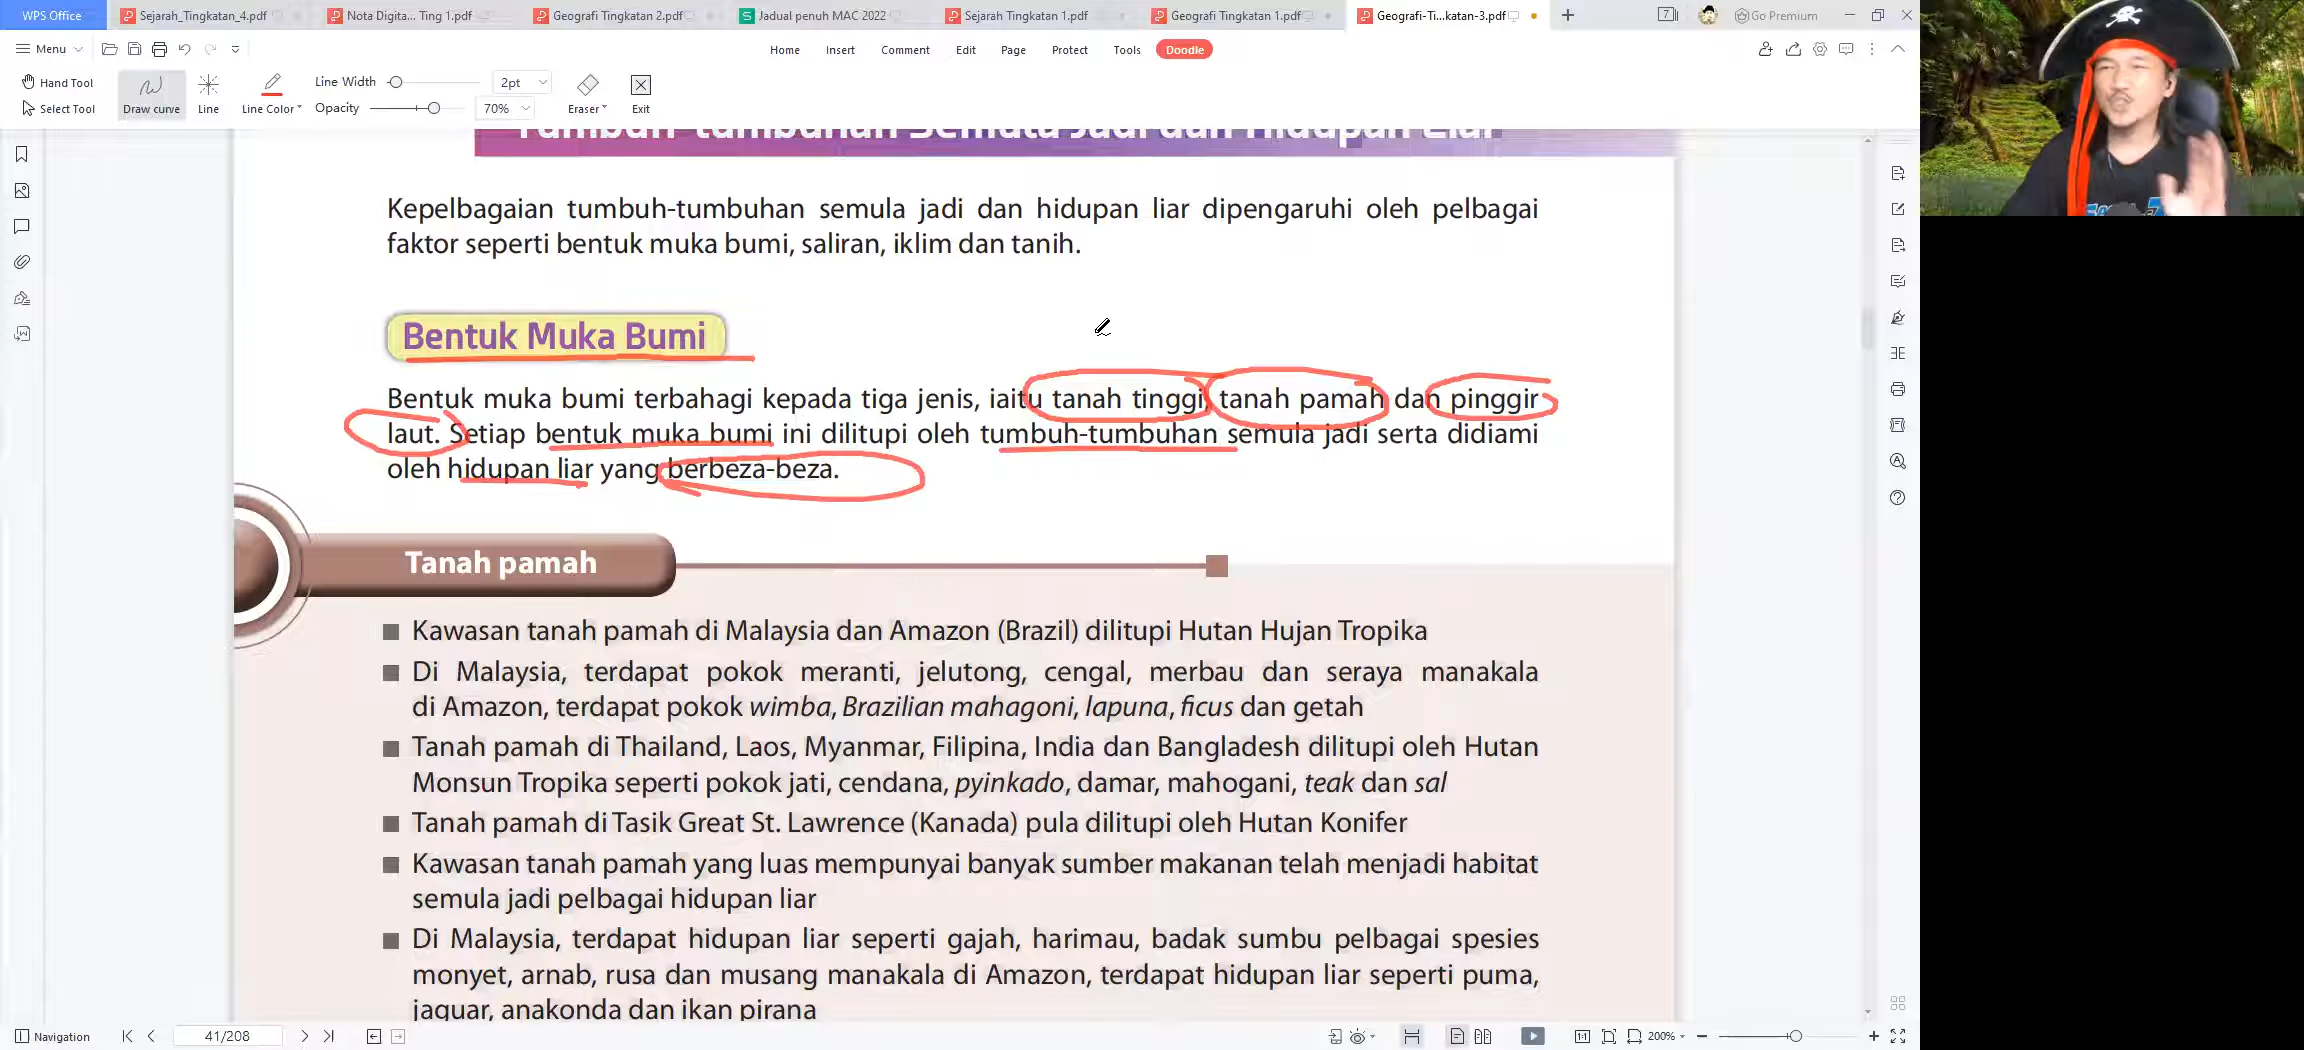 WPS Office
Sejarah_Tingkatan_4.pdf
Nota Digita... Ting 1.pdf
Geografi Tingkatan 2.pdf
Jadual penuh MAC 2022
Sejarah Tingkatan 1.pdf
Geografi Tingkatan 1.pdf
Geografi-Ti...katan-3.pdf
7
Go Premium
Menu
Home Insert Comment Edit Page Protect Tools Doodle
Hand Tool
Select Tool
Draw curve
Line
Line Color
Line Width 2pt
Opacity 70%
Eraser
Exit
Tumbuh-tumbuhan Semula Jadi dan Hidupan Liar
Kepelbagaian tumbuh-tumbuhan semula jadi dan hidupan liar dipengaruhi oleh pelbagai
faktor seperti bentuk muka bumi, saliran, iklim dan tanih.
Bentuk Muka Bumi
Bentuk muka bumi terbahagi kepada tiga jenis, iaitu tanah tinggi, tanah pamah dan pinggir
laut. Setiap bentuk muka bumi ini dilitupi oleh tumbuh-tumbuhan semula jadi serta didiami
oleh hidupan liar yang berbeza-beza.
Tanah pamah
Kawasan tanah pamah di Malaysia dan Amazon (Brazil) dilitupi Hutan Hujan Tropika
Di Malaysia, terdapat pokok meranti, jelutong, cengal, merbau dan seraya manakala
di Amazon, terdapat pokok wimba, Brazilian mahagoni, lapuna, ficus dan getah
Tanah pamah di Thailand, Laos, Myanmar, Filipina, India dan Bangladesh dilitupi oleh Hutan
Monsun Tropika seperti pokok jati, cendana, pyinkado, damar, mahogani, teak dan sal
Tanah pamah di Tasik Great St. Lawrence (Kanada) pula dilitupi oleh Hutan Konifer
Kawasan tanah pamah yang luas mempunyai banyak sumber makanan telah menjadi habitat
semula jadi pelbagai hidupan liar
Di Malaysia, terdapat hidupan liar seperti gajah, harimau, badak sumbu pelbagai spesies
monyet, arnab, rusa dan musang manakala di Amazon, terdapat hidupan liar seperti puma,
jaguar, anakonda dan ikan pirana
Navigation
41/208
1:1
200%